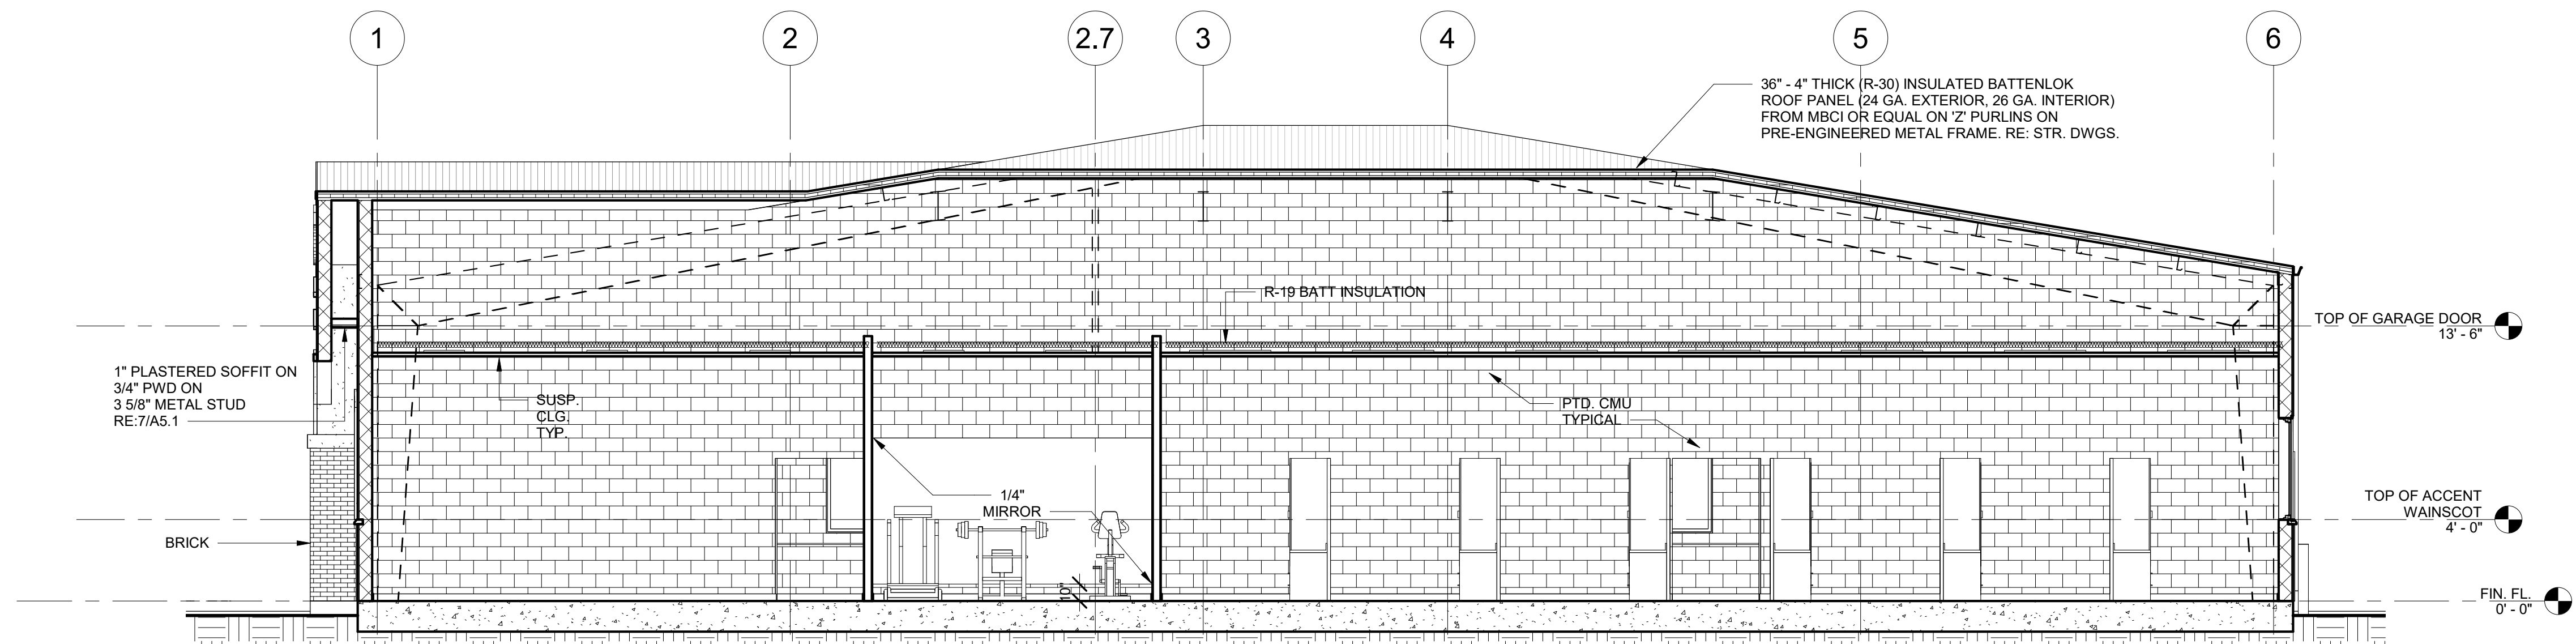 1
2
2.7
3
4
5
6
36" - 4" THICK (R-30) INSULATED BATTENLOK
ROOF PANEL (24 GA. EXTERIOR, 26 GA. INTERIOR)
FROM MBCI OR EQUAL ON 'Z' PURLINS ON
PRE-ENGINEERED METAL FRAME. RE: STR. DWGS.
R-19 BATT INSULATION
TOP OF GARAGE DOOR
13' - 6"
1" PLASTERED SOFFIT ON
3/4" PWD ON
3 5/8" METAL STUD
RE:7/A5.1
SUSP.
CLG.
TYP.
PTD. CMU
TYPICAL
1/4"
MIRROR
TOP OF ACCENT
WAINSCOT
4' - 0"
BRICK
10"
FIN. FL.
0' - 0"